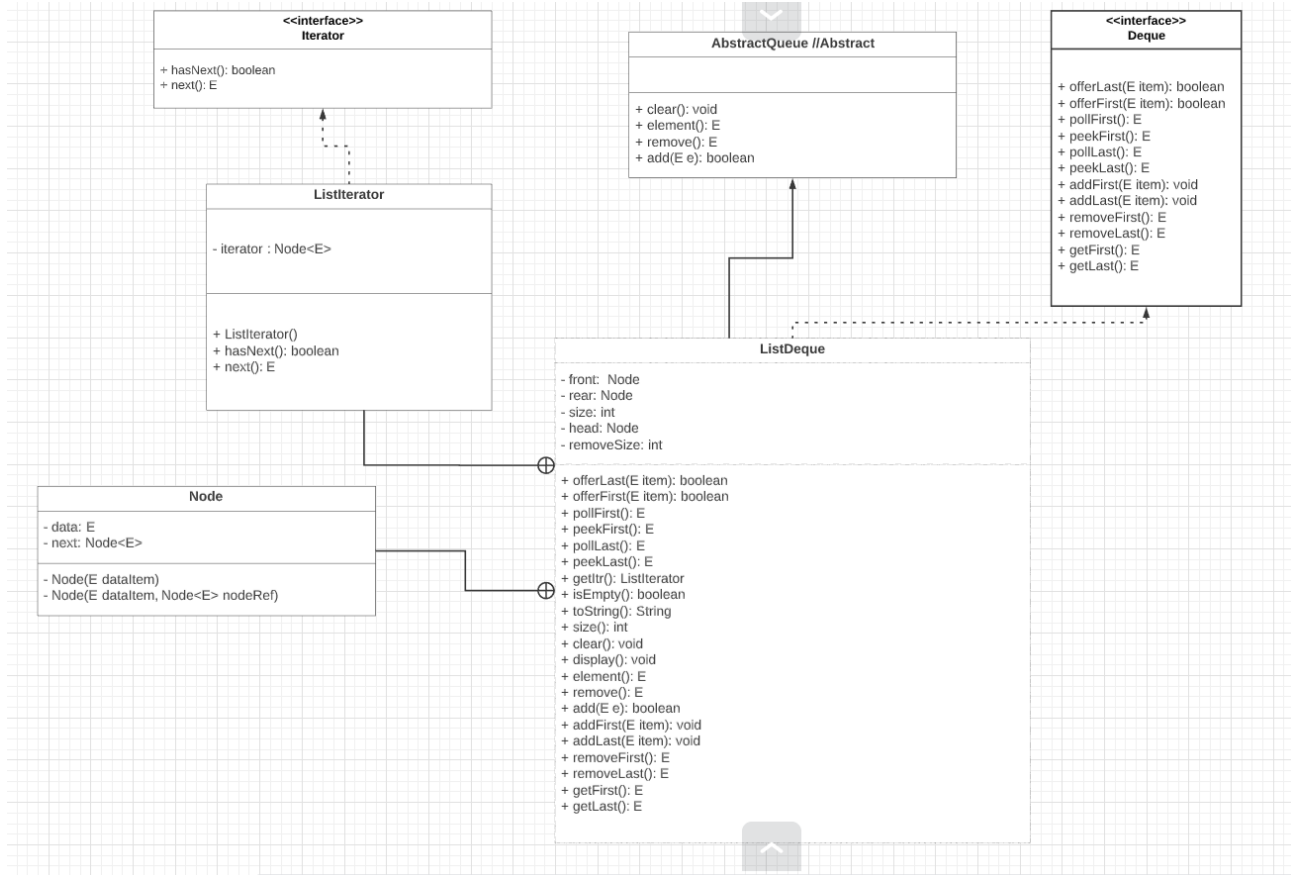 <<interface>>
Iterator
+ hasNext(): boolean
+ next(): E
AbstractQueue //Abstract
+ clear(): void
+ element(): E
+ remove(): E
+ add(E e): boolean
<<interface>>
Deque
+ offerLast(E item): boolean
+ offerFirst(E item): boolean
+ pollFirst(): E
+ peekFirst(): E
+ pollLast(): E
+ peekLast(): E
+ addFirst(E item): void
+ addLast(E item): void
+ removeFirst(): E
+ removeLast(): E
+ getFirst(): E
+ getLast(): E
ListIterator
- iterator : Node<E>
+ ListIterator()
+ hasNext(): boolean
+ next(): E
Node
- data: E
- next: Node<E>
- Node(E dataItem)
- Node(E dataItem, Node<E> nodeRef)
ListDeque
- front: Node
- rear: Node
- size: int
- head: Node
- removeSize: int
+ offerLast(E item): boolean
+ offerFirst(E item): boolean
+ pollFirst(): E
+ peekFirst(): E
+ pollLast(): E
+ peekLast(): E
+ getItr(): ListIterator
+ isEmpty(): boolean
+ toString(): String
+ size(): int
+ clear(): void
+ display(): void
+ element(): E
+ remove(): E
+ add(E e): boolean
+ addFirst(E item): void
+ addLast(E item): void
+ removeFirst(): E
+ removeLast(): E
+ getFirst(): E
+ getLast(): E